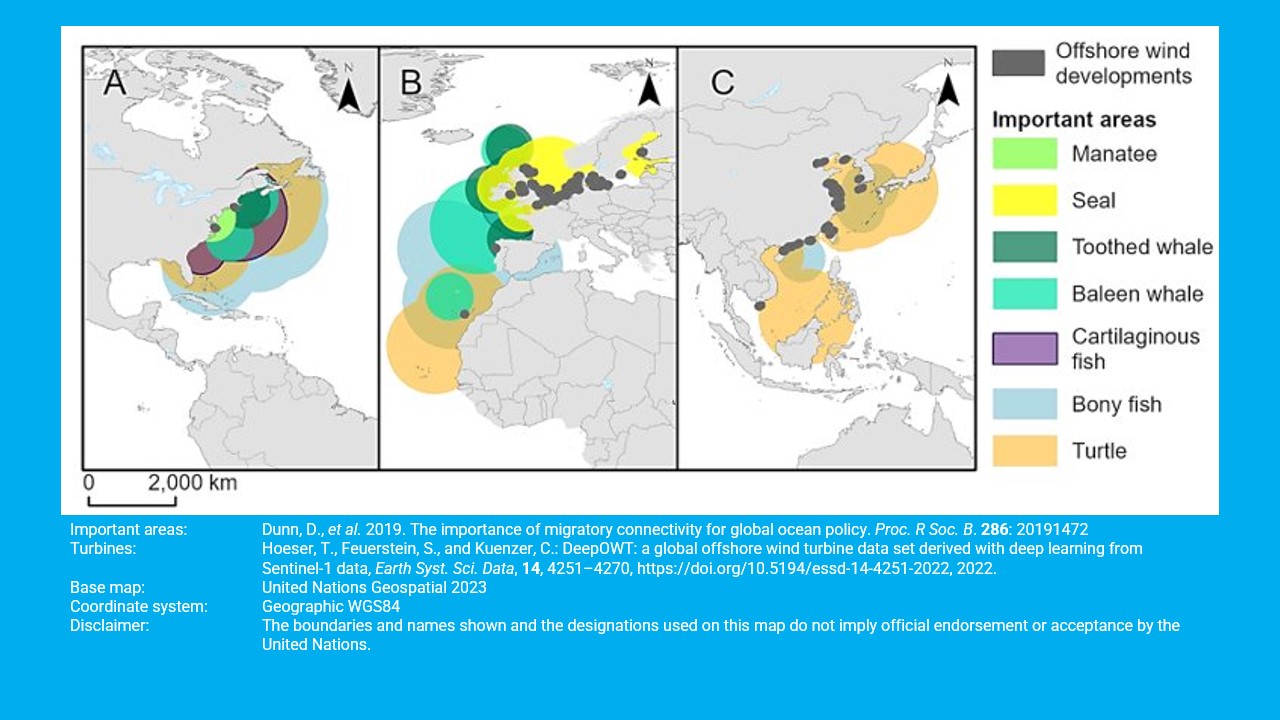 A
N
B
N
C
N
Offshore wind
developments
Important areas
Manatee
Seal
Toothed whale
Baleen whale
Cartilaginous
fish
Bony fish
Turtle
0 2,000 km
Important areas: Dunn, D., et al. 2019. The importance of migratory connectivity for global ocean policy. Proc. R Soc. B. 286: 20191472
Turbines: Hoeser, T., Feuerstein, S., and Kuenzer, C.: DeepOWT: a global offshore wind turbine data set derived with deep learning from
Sentinel-1 data, Earth Syst. Sci. Data, 14, 4251–4270, https://doi.org/10.5194/essd-14-4251-2022, 2022.
Base map: United Nations Geospatial 2023
Coordinate system: Geographic WGS84
Disclaimer: The boundaries and names shown and the designations used on this map do not imply official endorsement or acceptance by the
United Nations.